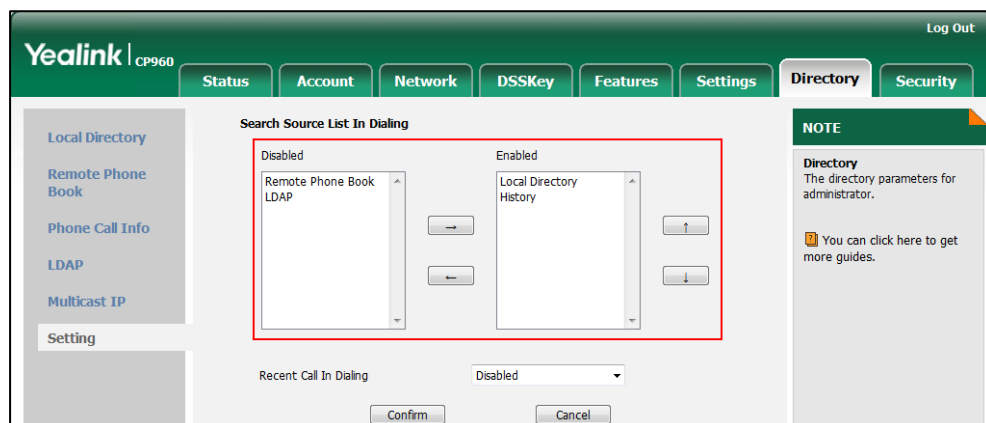 Log Out
Yealink CP960
Status Account Network DSSKey Features Settings Directory Security
Local Directory
Remote Phone
Book
Phone Call Info
LDAP
Multicast IP
Setting
Search Source List In Dialing
Disabled Enabled
Remote Phone Book
LDAP
→
←
Local Directory
History
↑
↓
Recent Call In Dialing Disabled
Confirm Cancel
NOTE
Directory
The directory parameters for
administrator.
You can click here to get
more guides.